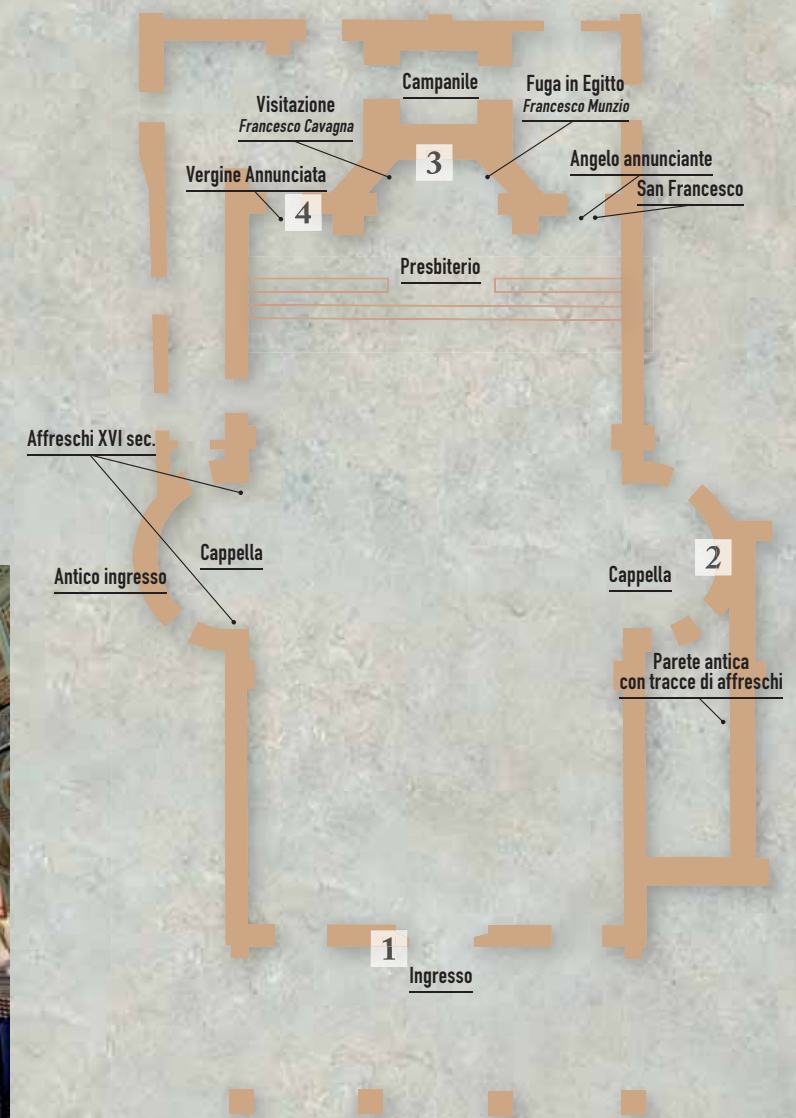 Campanile
Visitazione
Francesco Cavagna
Fuga in Egitto
Francesco Munzio
3
Angelo annunciante
Vergine Annunciata
San Francesco
4
Presbiterio
Affreschi XVI sec.
Cappella
2
Antico ingresso
Cappella
Parete antica
con tracce di affreschi
1
Ingresso